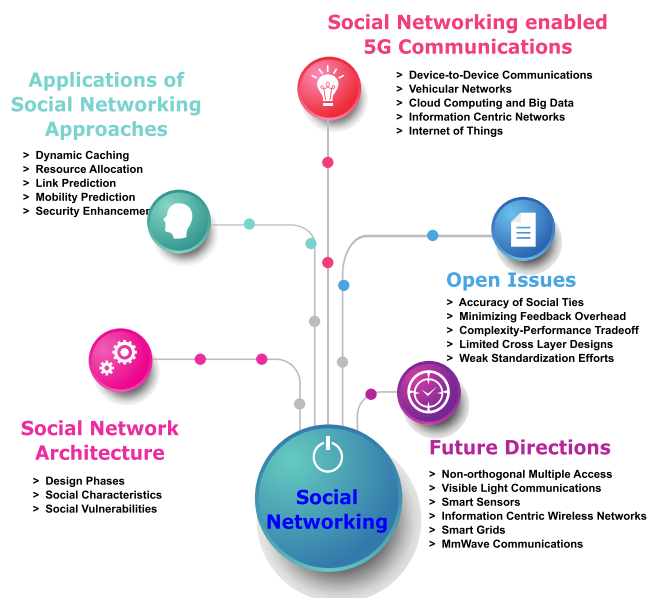 Social Networking enabled
5G Communications
> Device-to-Device Communications
> Vehicular Networks
> Cloud Computing and Big Data
> Information Centric Networks
> Internet of Things
Applications of
Social Networking
Approaches
> Dynamic Caching
> Resource Allocation
> Link Prediction
> Mobility Prediction
> Security Enhancemen
Open Issues
> Accuracy of Social Ties
> Minimizing Feedback Overhead
> Complexity-Performance Tradeoff
> Limited Cross Layer Designs
> Weak Standardization Efforts
Social Network
Architecture
> Design Phases
> Social Characteristics
> Social Vulnerabilities
Future Directions
> Non-orthogonal Multiple Access
> Visible Light Communications
> Smart Sensors
> Information Centric Wireless Networks
> Smart Grids
> MmWave Communications
Social
Networking